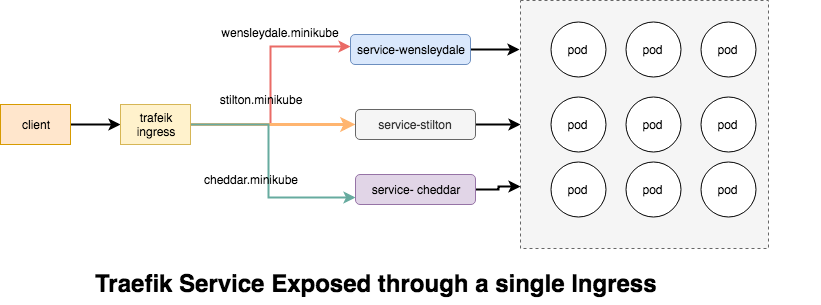 wensleydale.minikube
service-wensleydale
pod pod pod
stilton.minikube
client
trafeik
ingress
service-stilton
pod pod pod
cheddar.minikube
service- cheddar
pod pod pod
Traefik Service Exposed through a single Ingress